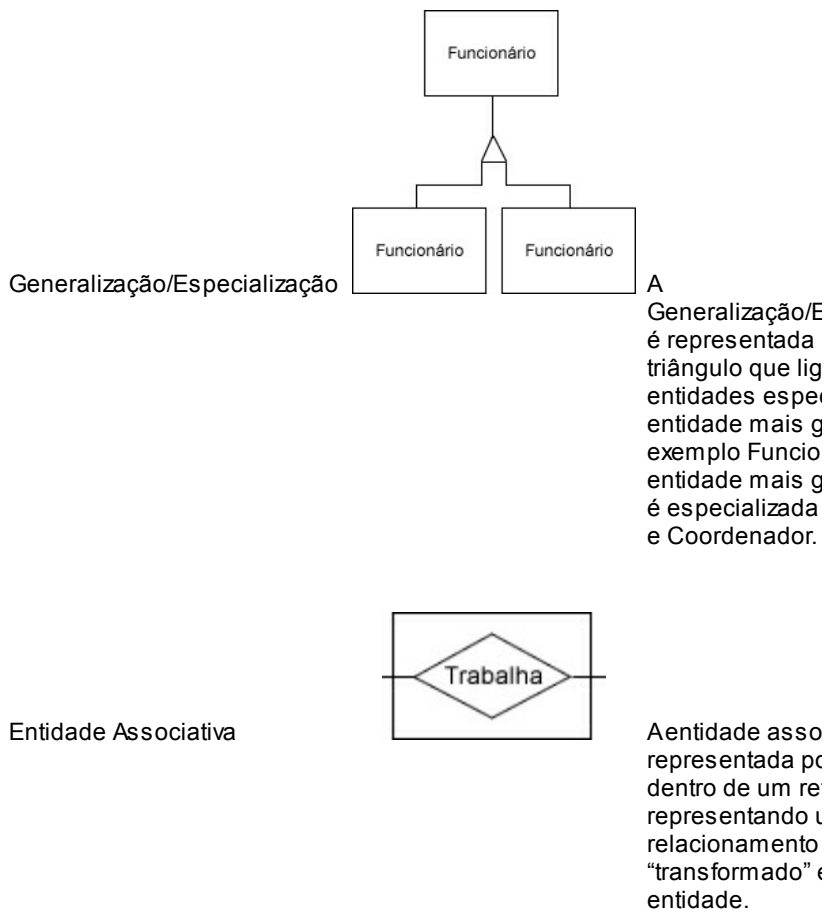 Funcionário
Funcionário Funcionário
Generalização/Especialização
A
Generalização/E
é representada
triângulo que lig
entidades espec
entidade mais g
exemplo Funcio
entidade mais g
é especializada
e Coordenador.
Trabalha
Entidade Associativa
Aentidade asso
representada po
dentro de um re
representando u
relacionamento
“transformado” e
entidade.